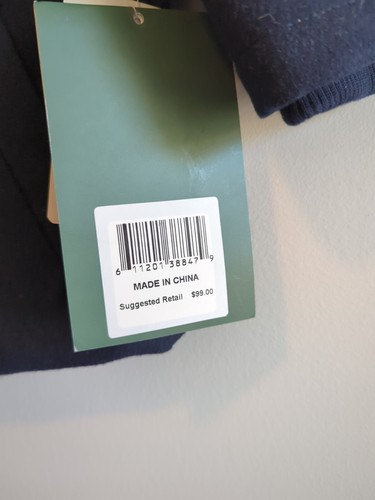 6 11201 38847 9
MADE IN CHINA
Suggested Retail $99.00